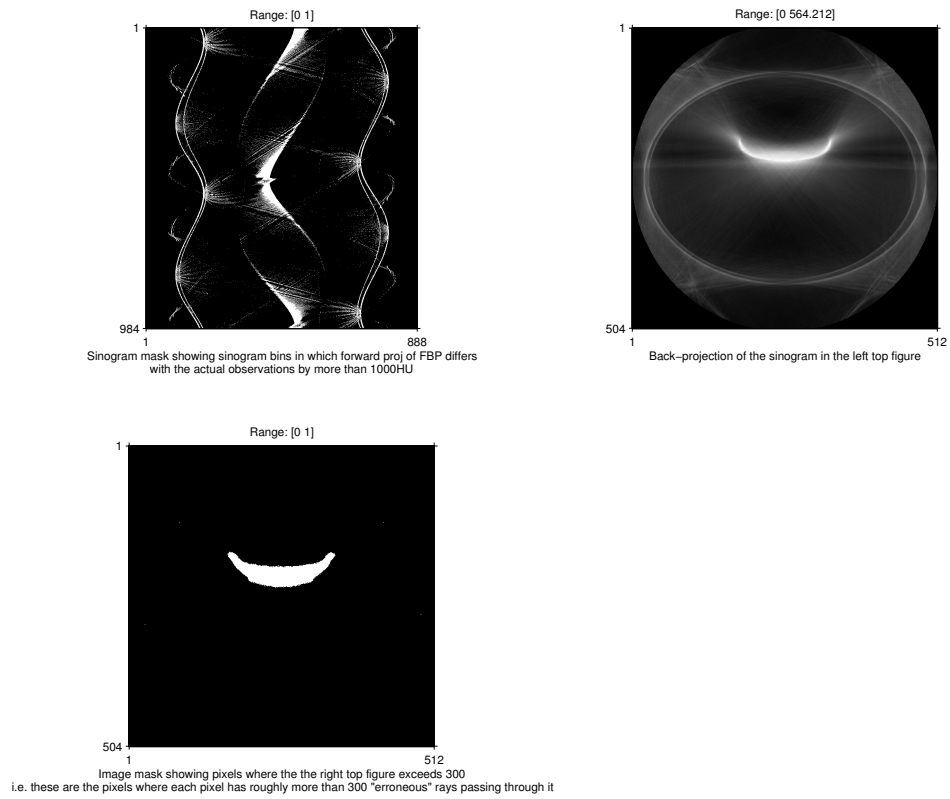 Range: [0 1]
1
984
1
888
Sinogram mask showing sinogram bins in which forward proj of FBP differs
with the actual observations by more than 1000HU
Range: [0 564.212]
1
504
1
512
Back−projection of the sinogram in the left top figure
Range: [0 1]
1
504
1
512
Image mask showing pixels where the the right top figure exceeds 300
i.e. these are the pixels where each pixel has roughly more than 300 "erroneous" rays passing through it